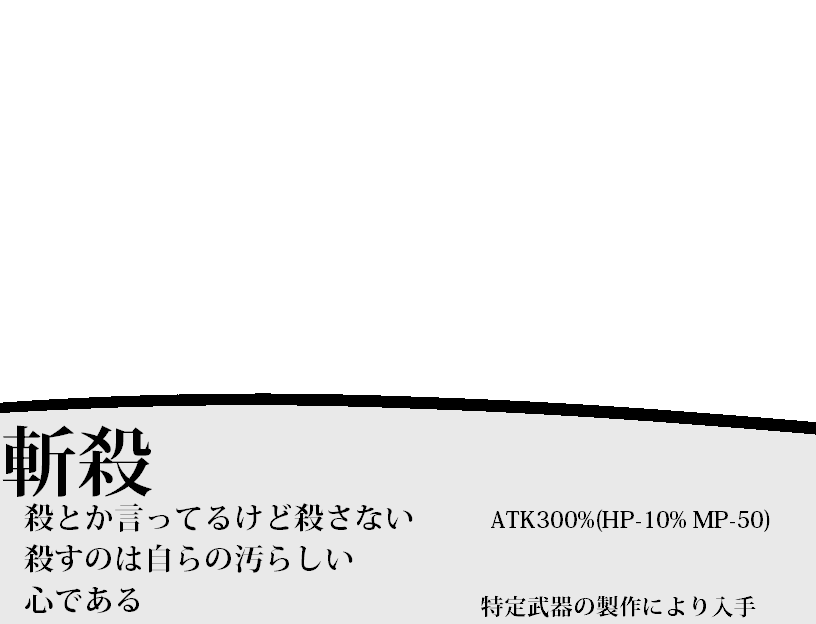 斬殺
殺とか言ってるけど殺さない
殺すのは自らの汚らしい
心である
ATK300%(HP-10% MP-50)
特定武器の製作により入手